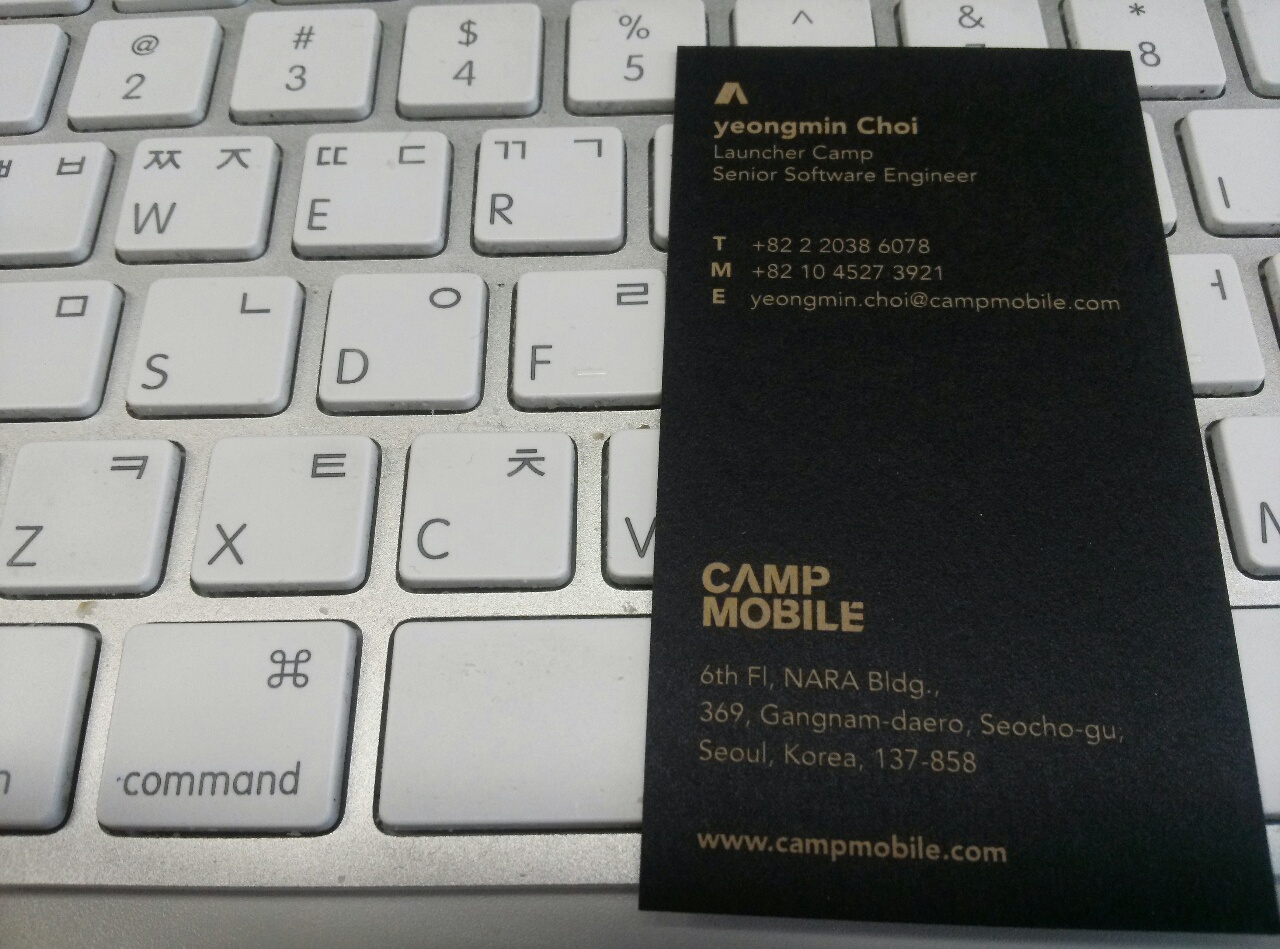 @ # $ % ^ & *
2 3 4 5 8
ㅂ ㅉ ㅈ ㄸ ㄷ ㄲ ㄱ
W E R I
ㅁ ㄴ ㅇ ㄹ ㅓ
S D F
ㅋ ㅌ ㅊ
Z X C V
⌘
command
yeongmin Choi
Launcher Camp
Senior Software Engineer
T +82 2 2038 6078
M +82 10 4527 3921
E yeongmin.choi@campmobile.com
CAMP
MOBILE
6th Fl, NARA Bldg.,
369, Gangnam-daero, Seocho-gu,
Seoul, Korea, 137-858
www.campmobile.com